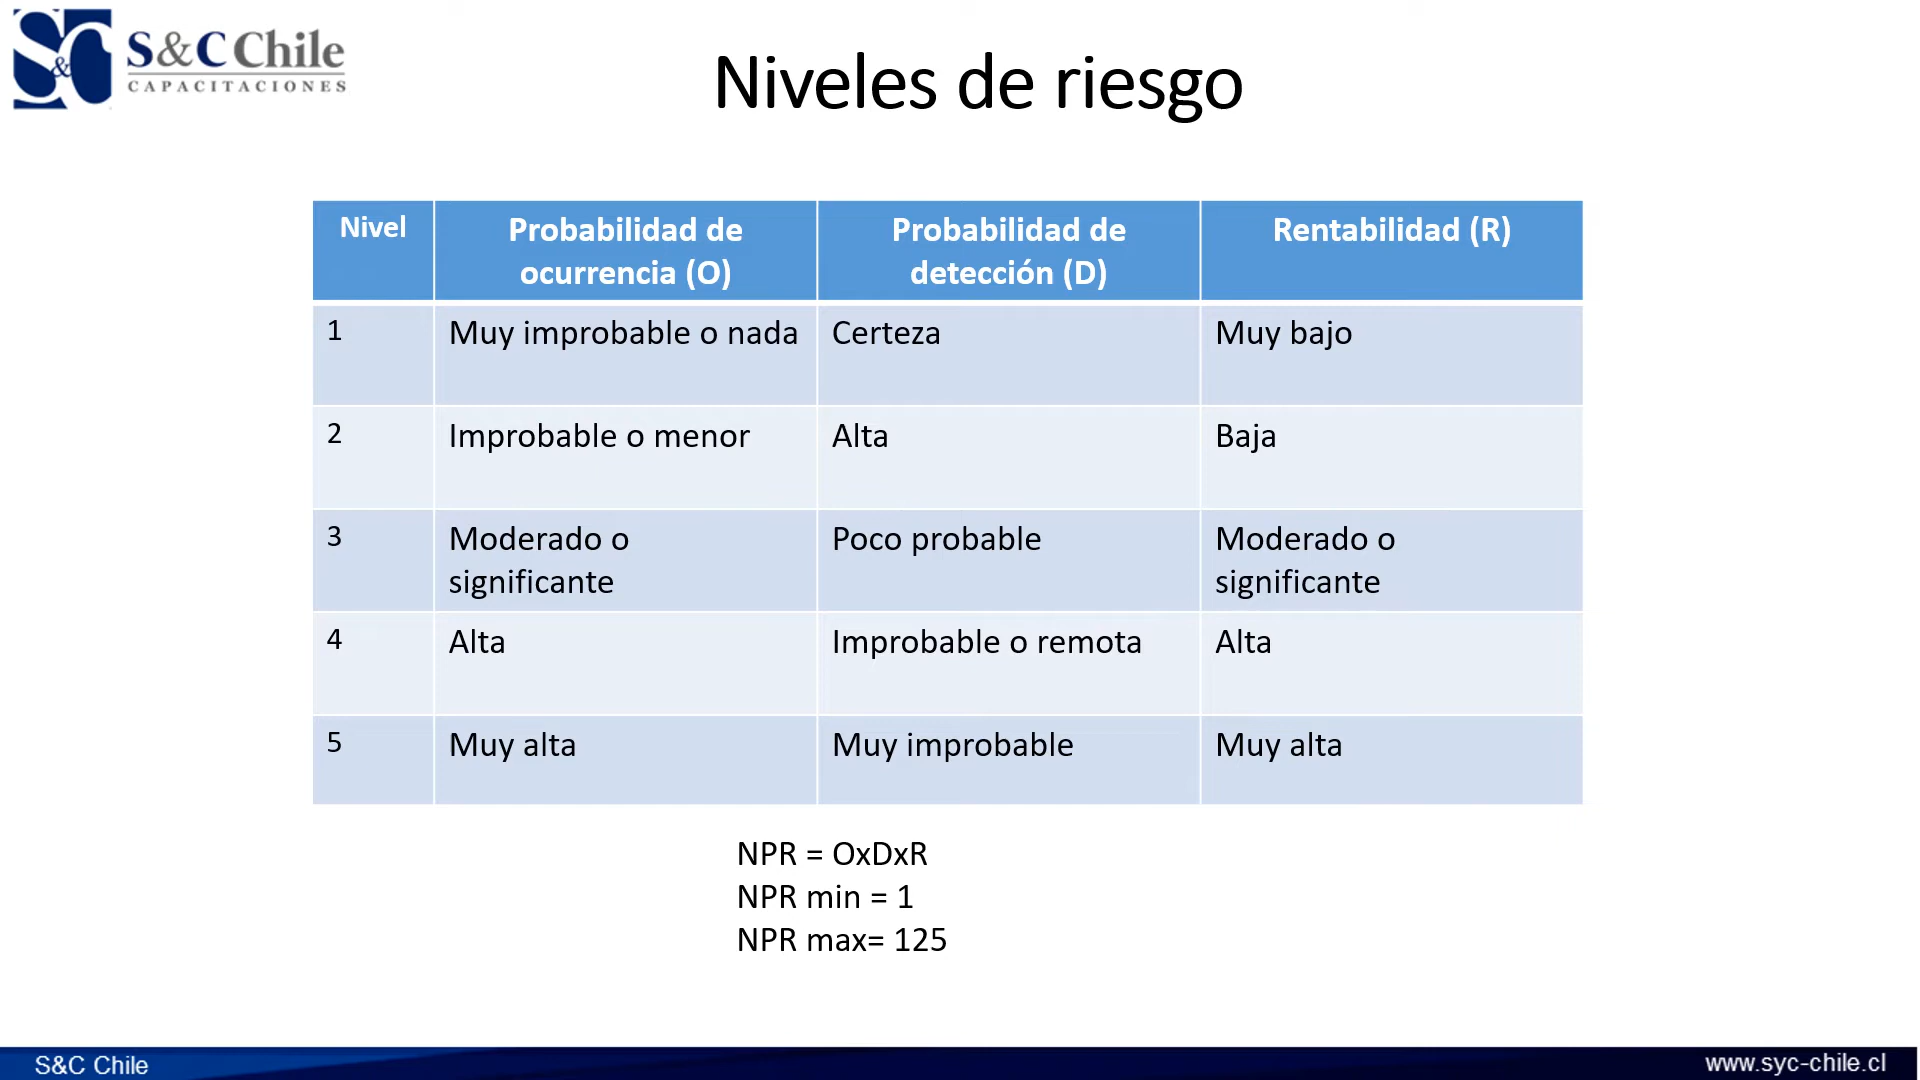 S&C
S&C Chile
CAPACITACIONES
Niveles de riesgo
Nivel
Probabilidad de
ocurrencia (O)
Probabilidad de
detección (D)
Rentabilidad (R)
1
Muy improbable o nada
Certeza
Muy bajo
2
Improbable o menor
Alta
Baja
3
Moderado o
significante
Poco probable
Moderado o
significante
4
Alta
Improbable o remota
Alta
5
Muy alta
Muy improbable
Muy alta
NPR = OxDxR
NPR min = 1
NPR max= 125
S&C Chile
www.syc-chile.cl